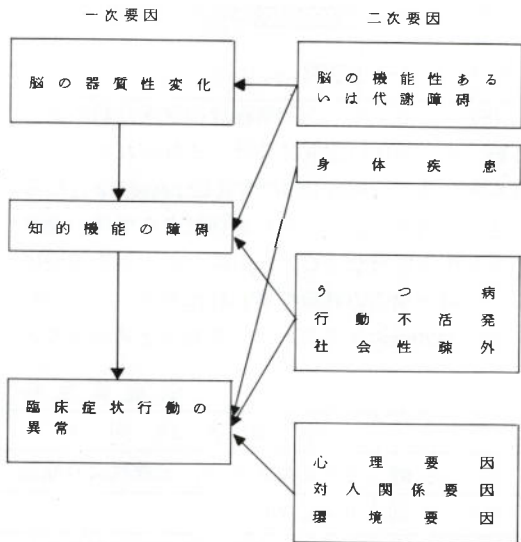 一次要因
二次要因
脳の器質性変化
脳の機能性ある
いは代謝障碍
身体疾患
知的機能の障碍
うつ病
行動不活発
社会性疎外
臨床症状行働の
異常
心理要因
対人関係要因
環境要因